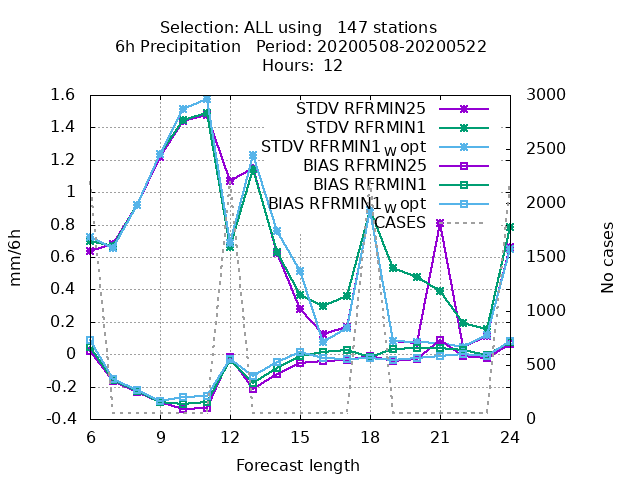 Selection: ALL using   147 stations
6h Precipitation   Period: 20200508-20200522
Hours: 12
STDV RFRMIN25
STDV RFRMIN1
STDV RFRMIN1_w opt
BIAS RFRMIN25
BIAS RFRMIN1
BIAS RFRMIN1_w opt
CASES
1.6
1.4
1.2
1
0.8
0.6
0.4
0.2
0
-0.2
-0.4
mm/6h
3000
2500
2000
1500
1000
500
0
No cases
6 9 12 15 18 21 24
Forecast length